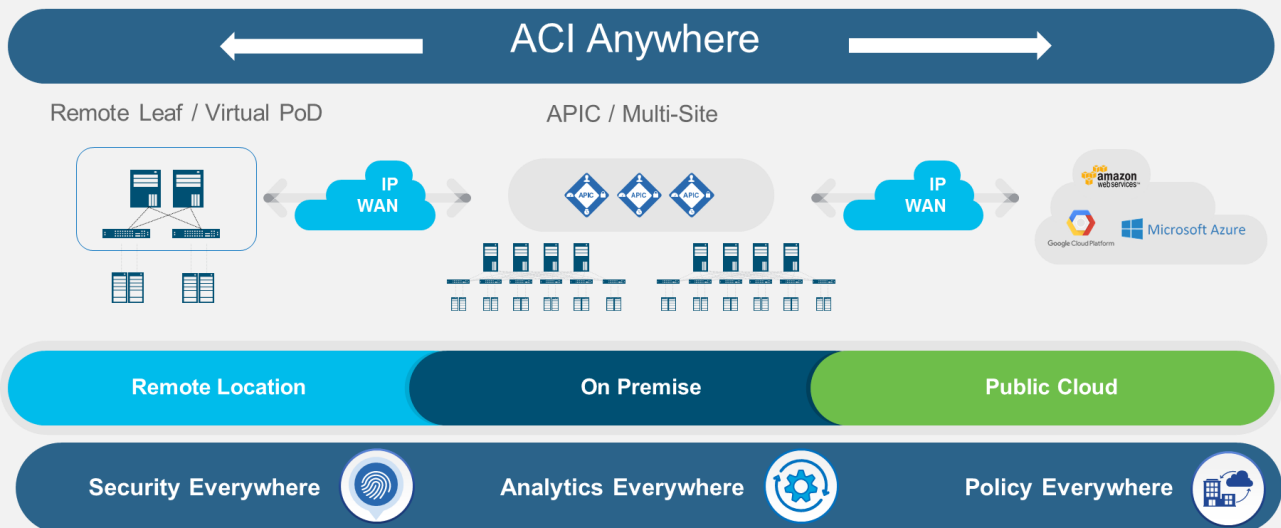 ACI Anywhere
Remote Leaf / Virtual PoD
APIC / Multi-Site
IP
WAN
APIC
APIC
APIC
IP
WAN
amazon
webservices™
Google Cloud Platform
Microsoft Azure
Remote Location
On Premise
Public Cloud
Security Everywhere
Analytics Everywhere
Policy Everywhere